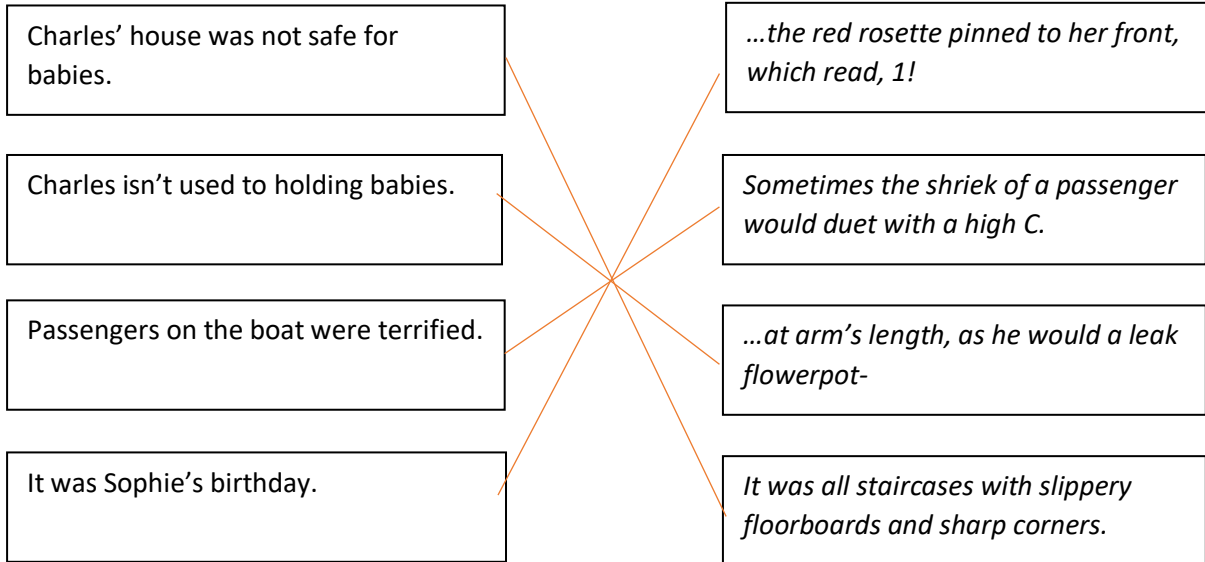 Charles’ house was not safe for
babies.
…the red rosette pinned to her front,
which read, 1!
Charles isn’t used to holding babies.
Sometimes the shriek of a passenger
would duet with a high C.
Passengers on the boat were terrified.
…at arm’s length, as he would a leak
flowerpot-
It was Sophie’s birthday.
It was all staircases with slippery
floorboards and sharp corners.